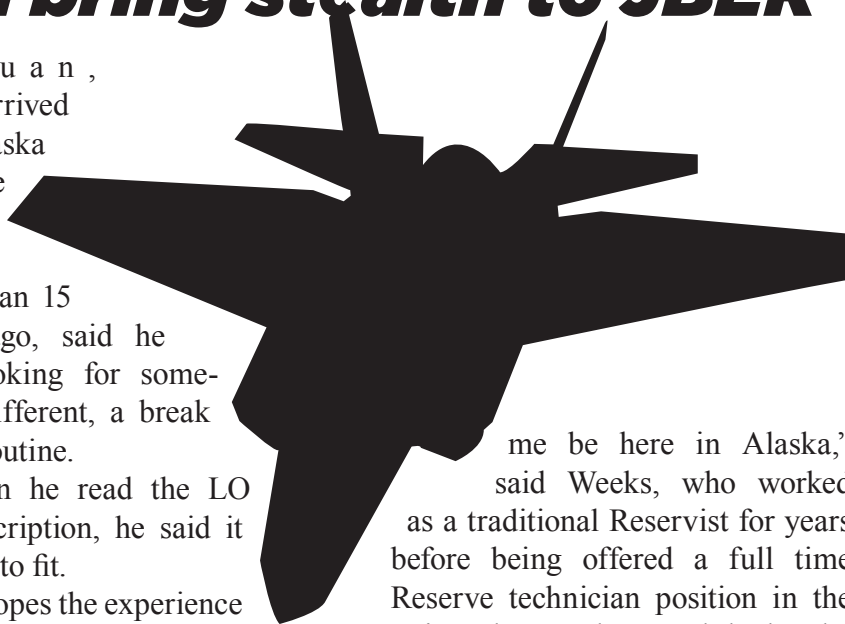 bring stealth to JBER
u a n ,
rrived
aska
e
an 15
go, said he
oking for some-
ifferent, a break
outine.
n he read the LO
cription, he said it
to fit.
opes the experience
me be here in Alaska,"
said Weeks, who worked
as a traditional Reservist for years
before being offered a full time
Reserve technician position in the